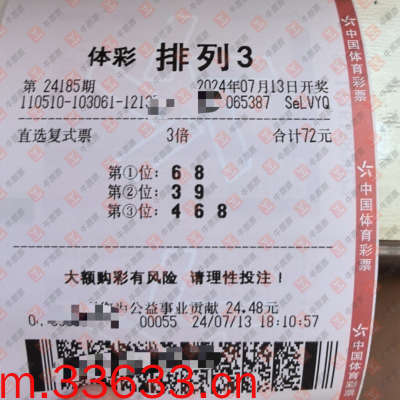 体彩 排列3
第 24185期 2024年07月13日开奖
110510-103061-1213 065387 SeLVYQ
直选复式票 3倍 合计72元
第①位: 6 8
第②位: 3 9
第③位: 4 6 8
大额购彩有风险 请理性投注！
公益事业贡献 24.48元
00055 24/07/13 18:10:57
中国体育彩票
中国体育彩票
中国体育彩票
m.33633.cn